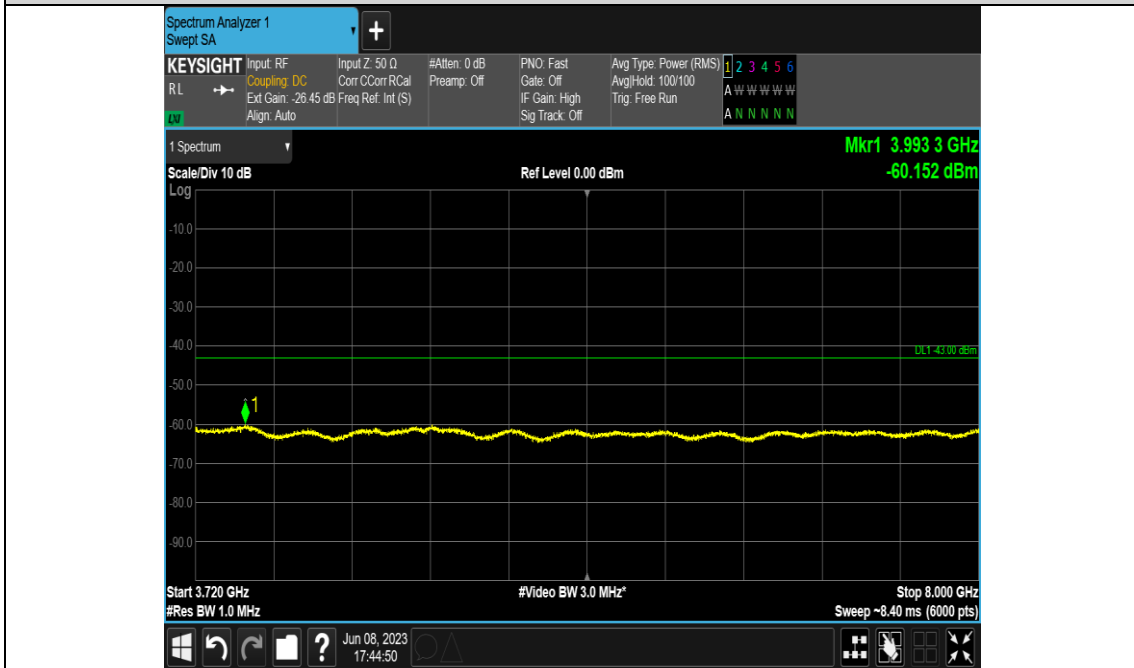 Spectrum Analyzer 1
Swept SA
+
KEYSIGHT
RL
LXI
Input: RF
Coupling: DC
Ext Gain: -26.45 dB
Align: Auto
Input Z: 50 Ω
Corr CCorr RCal
Freq Ref: Int (S)
#Atten: 0 dB
Preamp: Off
PNO: Fast
Gate: Off
IF Gain: High
Sig Track: Off
Avg Type: Power (RMS)
Avg|Hold: 100/100
Trig: Free Run
1 2 3 4 5 6
A W W W W W
A N N N N N
1 Spectrum
Mkr1 3.993 3 GHz
Scale/Div 10 dB
Ref Level 0.00 dBm
-60.152 dBm
Log
-10.0
-20.0
-30.0
-40.0
DL1 -43.00 dBm
-50.0
1
-60.0
-70.0
-80.0
-90.0
Start 3.720 GHz
#Video BW 3.0 MHz*
Stop 8.000 GHz
#Res BW 1.0 MHz
Sweep ~8.40 ms (6000 pts)
?
Jun 08, 2023
17:44:50